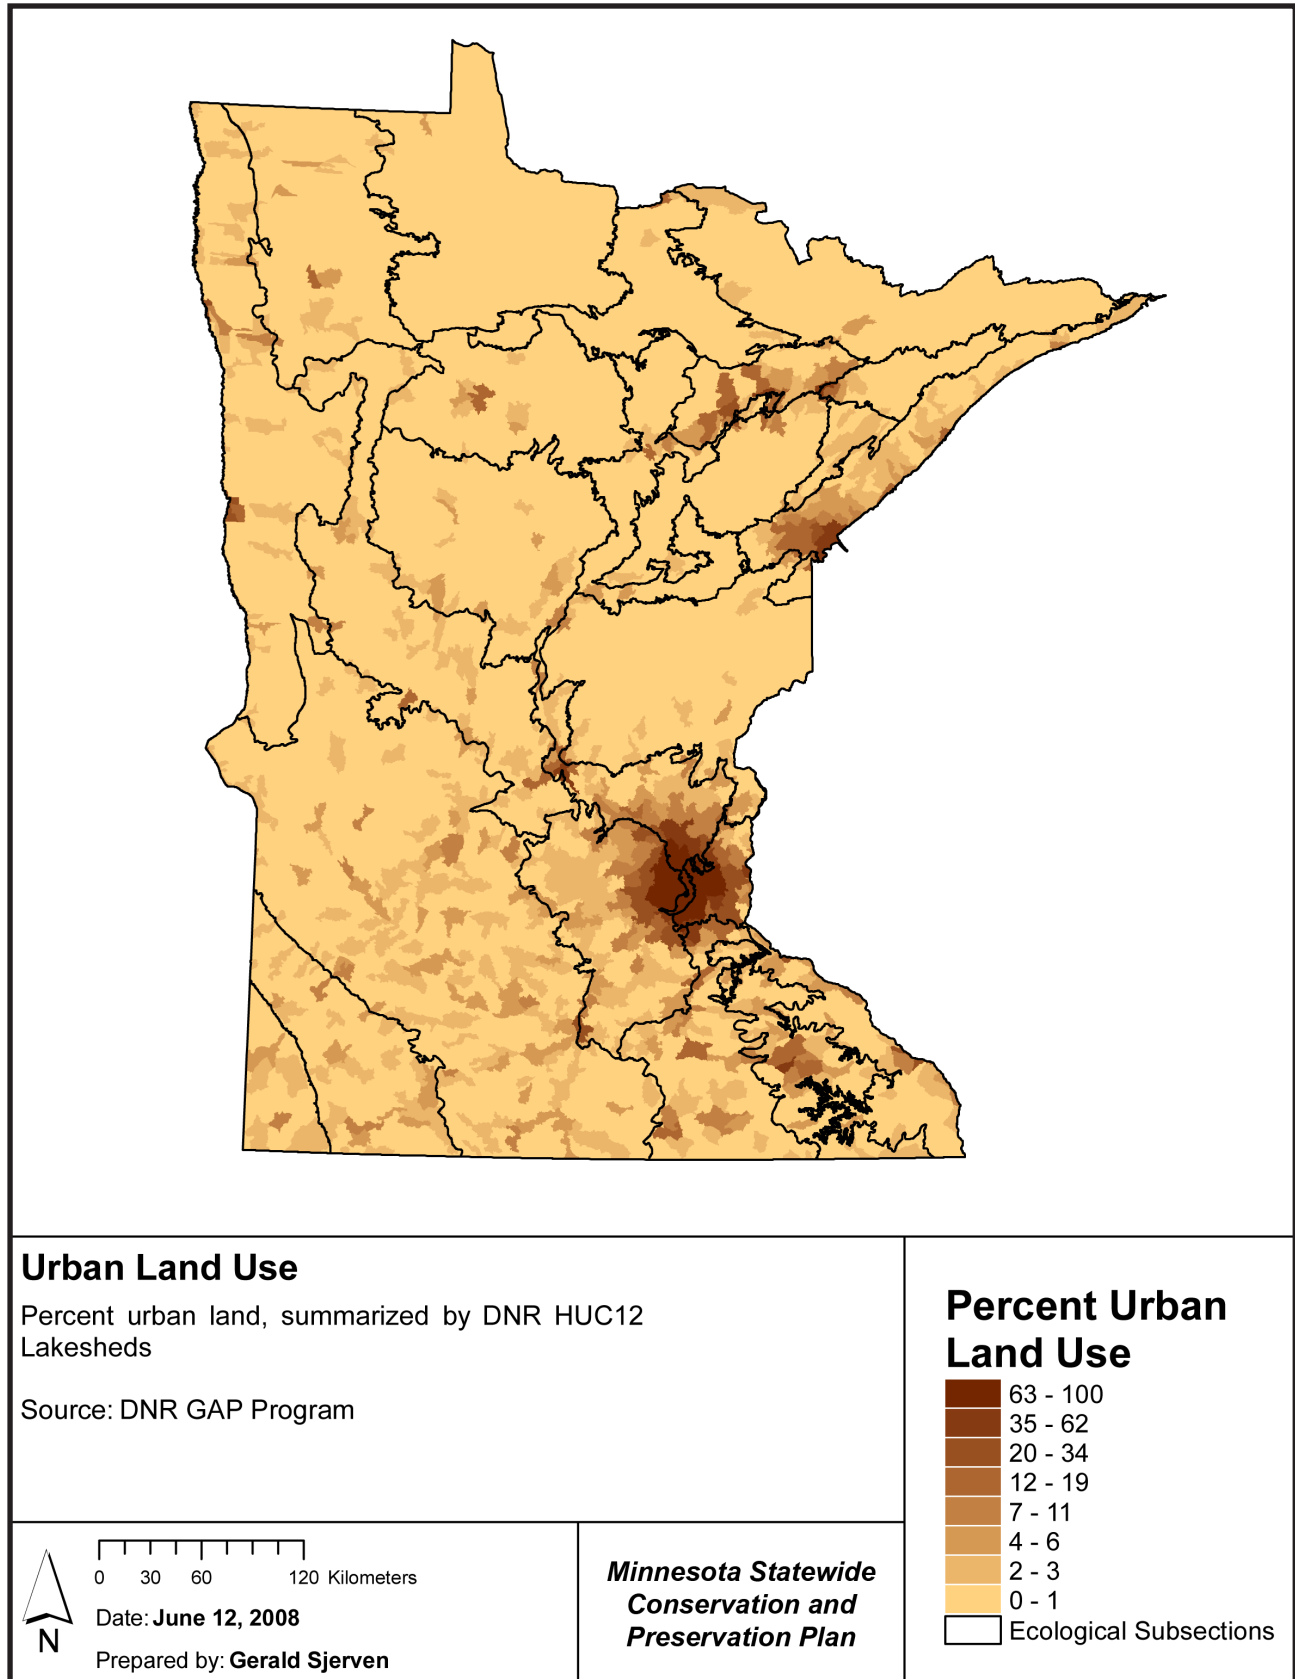 Urban Land Use
Percent urban land, summarized by DNR HUC12
Lakesheds
Source: DNR GAP Program
0 30 60 120 Kilometers
N
Date: June 12, 2008
Prepared by: Gerald Sjerven
Minnesota Statewide
Conservation and
Preservation Plan
Percent Urban
Land Use
63 - 100
35 - 62
20 - 34
12 - 19
7 - 11
4 - 6
2 - 3
0 - 1
Ecological Subsections